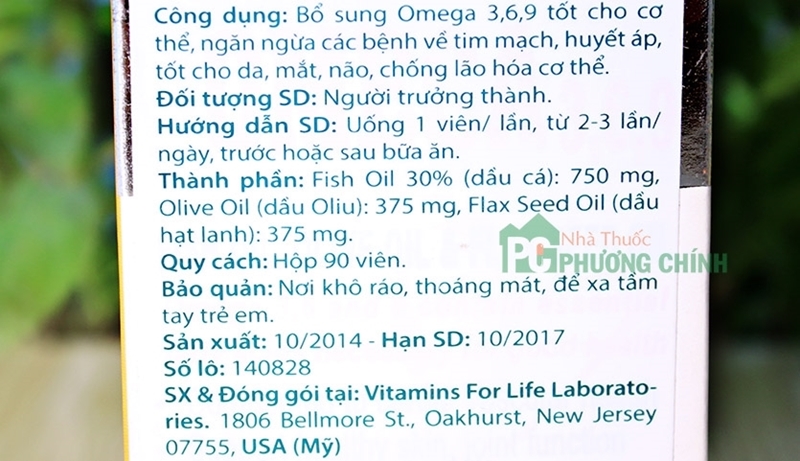 Công dụng: Bổ sung Omega 3,6,9 tốt cho cơ
thể, ngăn ngừa các bệnh về tim mạch, huyết áp,
tốt cho da, mắt, não, chống lão hóa cơ thể.
Đối tượng SD: Người trưởng thành.
Hướng dẫn SD: Uống 1 viên/ lần, từ 2-3 lần/
ngày, trước hoặc sau bữa ăn.
Thành phần: Fish Oil 30% (dầu cá): 750 mg,
Olive Oil (dầu Oliu): 375 mg, Flax Seed Oil (dầu
hạt lanh): 375 mg.
PC Nhà Thuốc
PHƯƠNG CHÍNH
Quy cách: Hộp 90 viên.
Bảo quản: Nơi khô ráo, thoáng mát, để xa tầm
tay trẻ em.
Sản xuất: 10/2014 - Hạn SD: 10/2017
Số lô: 140828
SX & Đóng gói tại: Vitamins For Life Laborato-
ries. 1806 Bellmore St., Oakhurst, New Jersey
07755, USA (Mỹ)